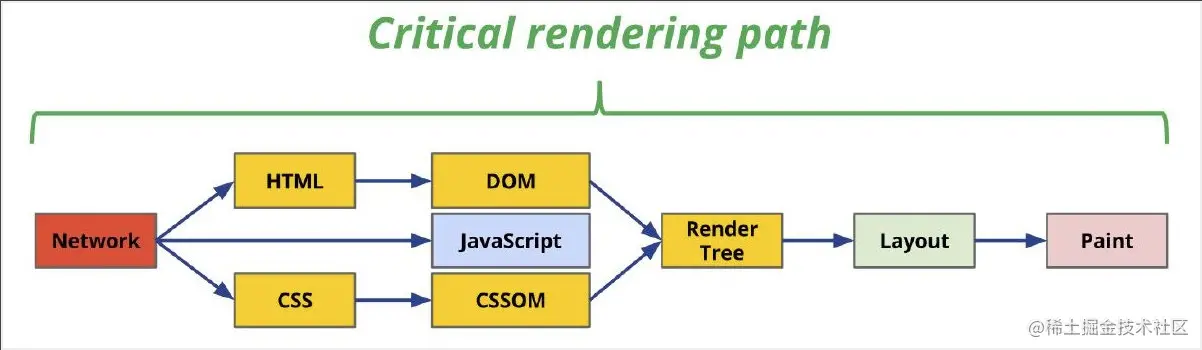 Critical rendering path
HTML
DOM
Network
JavaScript
Render
Tree
Layout
Paint
CSS
CSSOM
@稀土掘金技术社区